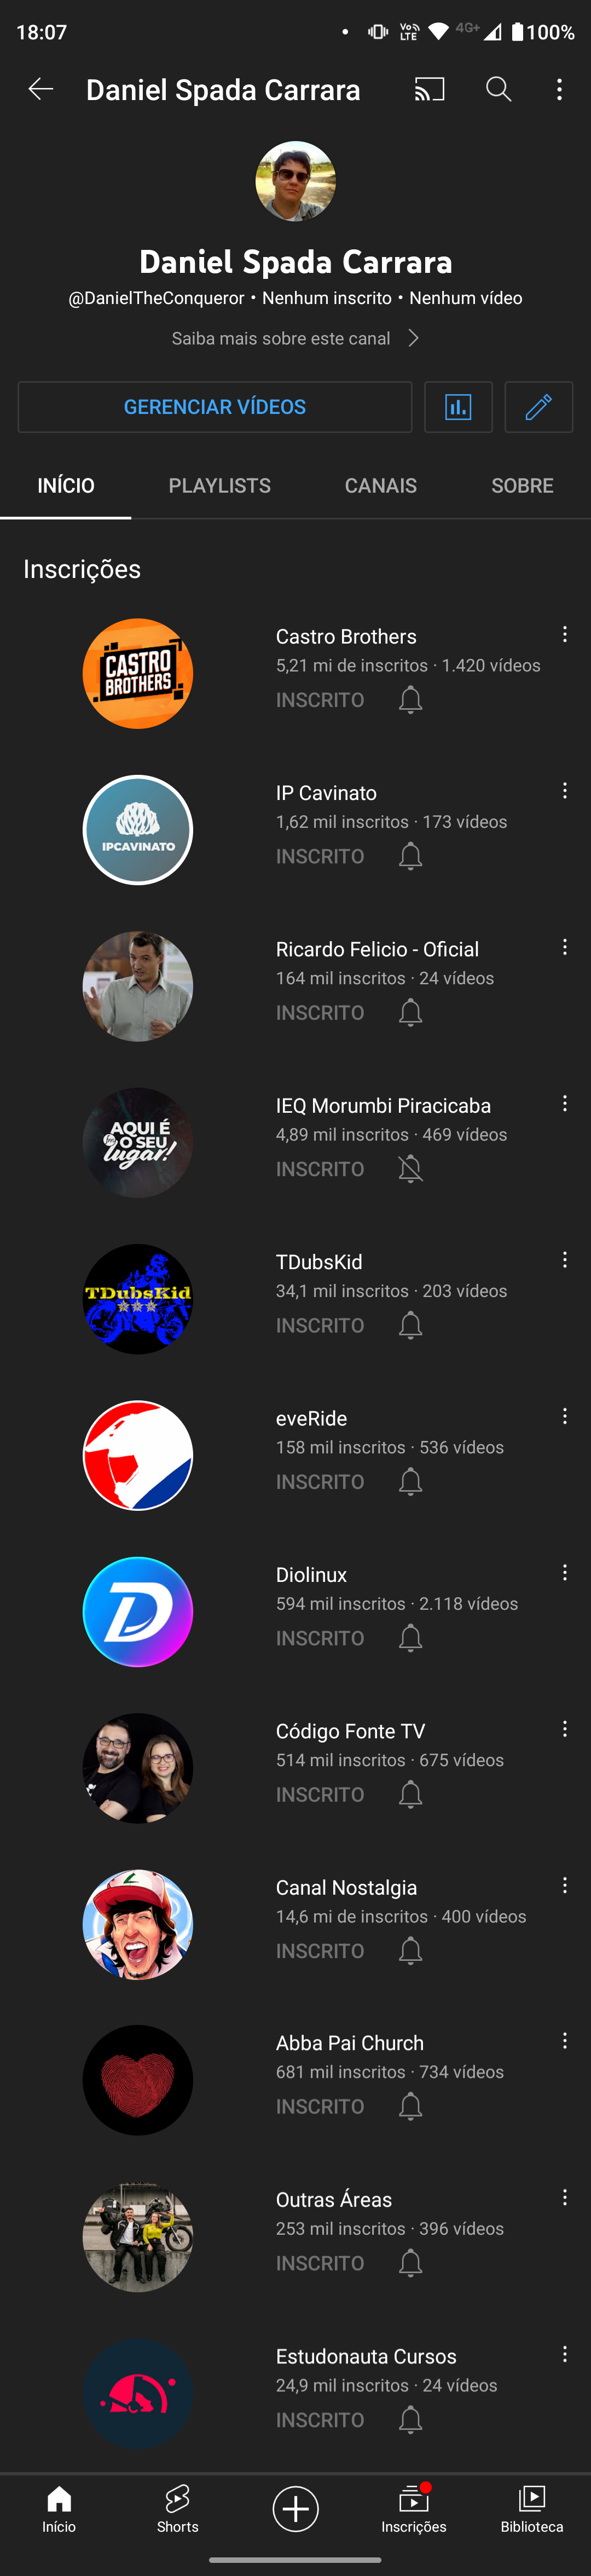 18:07
Vo))
LTE
4G+
100%
Daniel Spada Carrara
Daniel Spada Carrara
@DanielTheConqueror • Nenhum inscrito • Nenhum vídeo
Saiba mais sobre este canal
GERENCIAR VÍDEOS
INÍCIO
PLAYLISTS
CANAIS
SOBRE
Inscrições
CASTRO
BROTHERS
Castro Brothers
5,21 mi de inscritos · 1.420 vídeos
INSCRITO
IPCAVINATO
IP Cavinato
1,62 mil inscritos · 173 vídeos
INSCRITO
Ricardo Felicio - Oficial
164 mil inscritos · 24 vídeos
INSCRITO
AQUI É
O SEU
lugar!
IEQ Morumbi Piracicaba
4,89 mil inscritos · 469 vídeos
INSCRITO
TDubsKid
TDubsKid
34,1 mil inscritos · 203 vídeos
INSCRITO
eveRide
158 mil inscritos · 536 vídeos
INSCRITO
D
Diolinux
594 mil inscritos · 2.118 vídeos
INSCRITO
Código Fonte TV
514 mil inscritos · 675 vídeos
INSCRITO
Canal Nostalgia
14,6 mi de inscritos · 400 vídeos
INSCRITO
Abba Pai Church
681 mil inscritos · 734 vídeos
INSCRITO
Outras Áreas
253 mil inscritos · 396 vídeos
INSCRITO
Estudonauta Cursos
24,9 mil inscritos · 24 vídeos
INSCRITO
Início
Shorts
Inscrições
Biblioteca